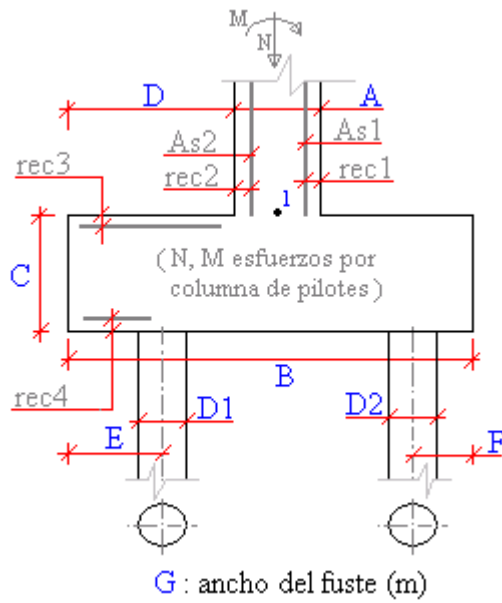 M
N
D
A
As2
As1
rec3
rec2
rec1
1
C
( N, M esfuerzos por
columna de pilotes )
B
rec4
D1
D2
E
F
G : ancho del fuste (m)